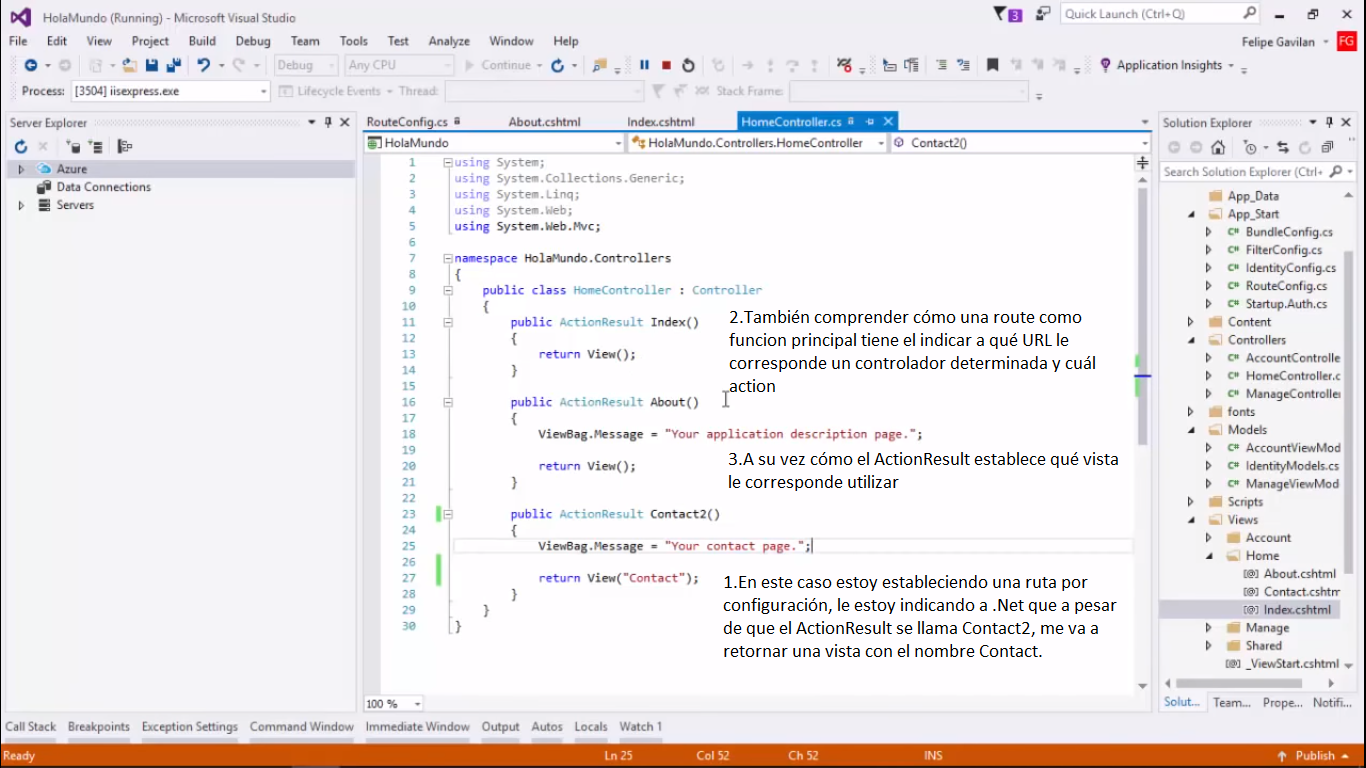 HolaMundo (Running) - Microsoft Visual Studio
3
Quick Launch (Ctrl+Q)
File Edit View Project Build Debug Team Tools Test Analyze Window Help
Felipe Gavilan FG
Debug Any CPU Continue Application Insights
Process: [3504] iisexpress.exe Lifecycle Events Thread: Stack Frame:
Server Explorer
Azure
Data Connections
Servers
RouteConfig.cs About.cshtml Index.cshtml HomeController.cs
HolaMundo HolaMundo.Controllers.HomeController Contact2()
1 using System;
2 using System.Collections.Generic;
3 using System.Linq;
4 using System.Web;
5 using System.Web.Mvc;
6
7 namespace HolaMundo.Controllers
8 {
9 public class HomeController : Controller
10 {
11 public ActionResult Index()
12 {
13 return View();
14 }
15
16 public ActionResult About()
17 {
18 ViewBag.Message = "Your application description page.";
19
20 return View();
21 }
22
23 public ActionResult Contact2()
24 {
25 ViewBag.Message = "Your contact page.";
26
27 return View("Contact");
28 }
29 }
30 }
2.También comprender cómo una route como
funcion principal tiene el indicar a qué URL le
corresponde un controlador determinada y cuál
action
3.A su vez cómo el ActionResult establece qué vista
le corresponde utilizar
1.En este caso estoy estableciendo una ruta por
configuración, le estoy indicando a .Net que a pesar
de que el ActionResult se llama Contact2, me va a
retornar una vista con el nombre Contact.
100 %
Solution Explorer
Search Solution Explorer (Ctrl+
App_Data
App_Start
C# BundleConfig.cs
C# FilterConfig.cs
C# IdentityConfig.cs
C# RouteConfig.cs
C# Startup.Auth.cs
Content
Controllers
C# AccountControlle
C# HomeController.c
C# ManageController
fonts
Models
C# AccountViewMod
C# IdentityModels.cs
C# ManageViewMod
Scripts
Views
Account
Home
[@] About.cshtml
[@] Contact.cshtm
[@] Index.cshtml
Manage
Shared
[@] _ViewStart.cshtml
Solut... Team... Prope... Notifi...
Call Stack Breakpoints Exception Settings Command Window Immediate Window Output Autos Locals Watch 1
Ready Ln 25 Col 52 Ch 52 INS Publish